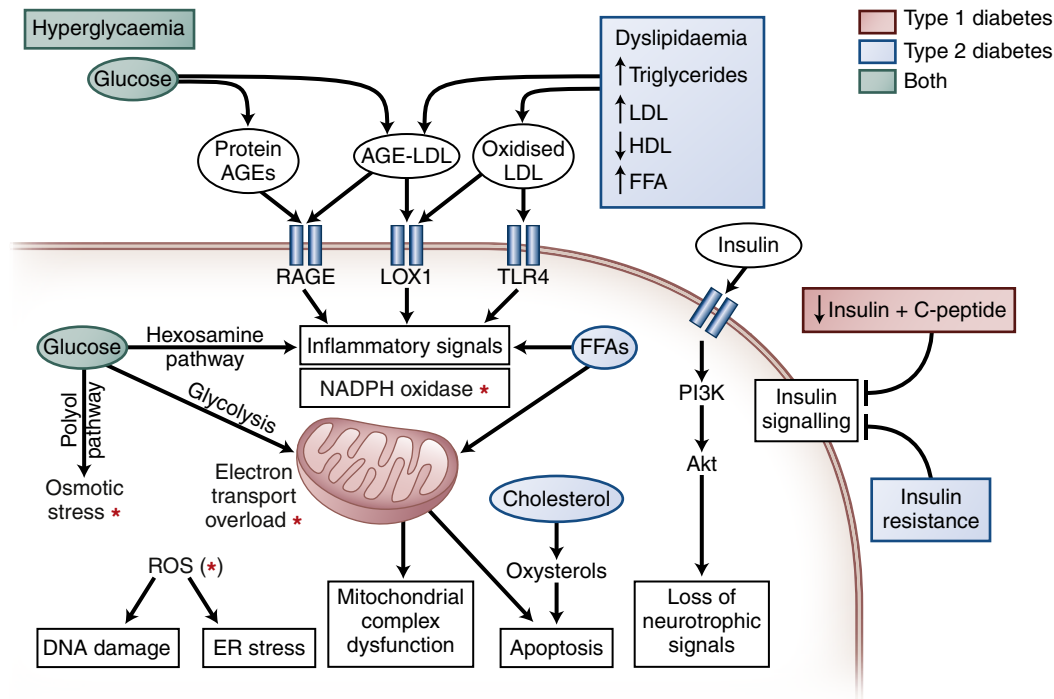 Hyperglycaemia
Glucose
Type 1 diabetes
Type 2 diabetes
Both
Dyslipidaemia
↑ Triglycerides
↑ LDL
↓ HDL
↑ FFA
Protein
AGEs
AGE-LDL
Oxidised
LDL
Insulin
RAGE
LOX1
TLR4
↓ Insulin + C-peptide
Glucose
Hexosamine
pathway
Inflammatory signals
FFAs
NADPH oxidase *
Polyol
pathway
Glycolysis
PI3K
Insulin
signalling
Akt
Osmotic
stress *
Electron
transport
overload *
Cholesterol
Insulin
resistance
ROS (*)
Oxysterols
DNA damage
ER stress
Mitochondrial
complex
dysfunction
Apoptosis
Loss of
neurotrophic
signals